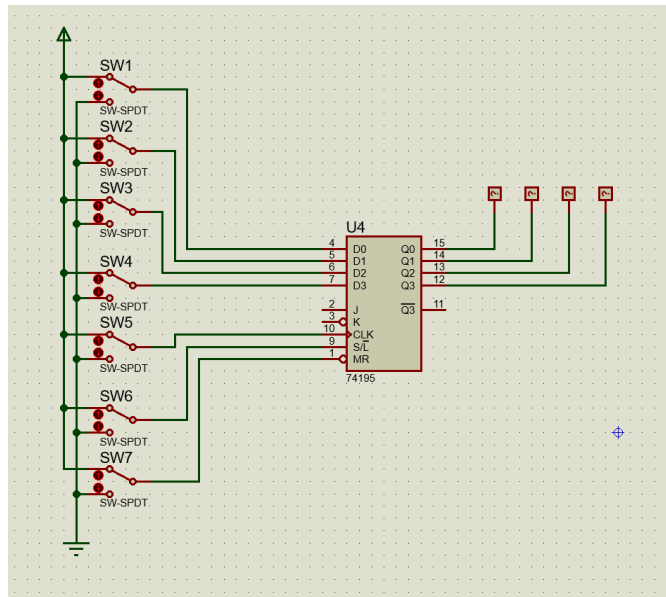 SW1
SW-SPDT
SW2
SW-SPDT
SW3
SW-SPDT
SW4
SW-SPDT
SW5
SW-SPDT
SW6
SW-SPDT
SW7
SW-SPDT
U4
4 D0 Q0 15
5 D1 Q1 14
6 D2 Q2 13
7 D3 Q3 12
2 J Q3 11
3 K
10 CLK
9 S/L
1 MR
74195
? ? ? ?